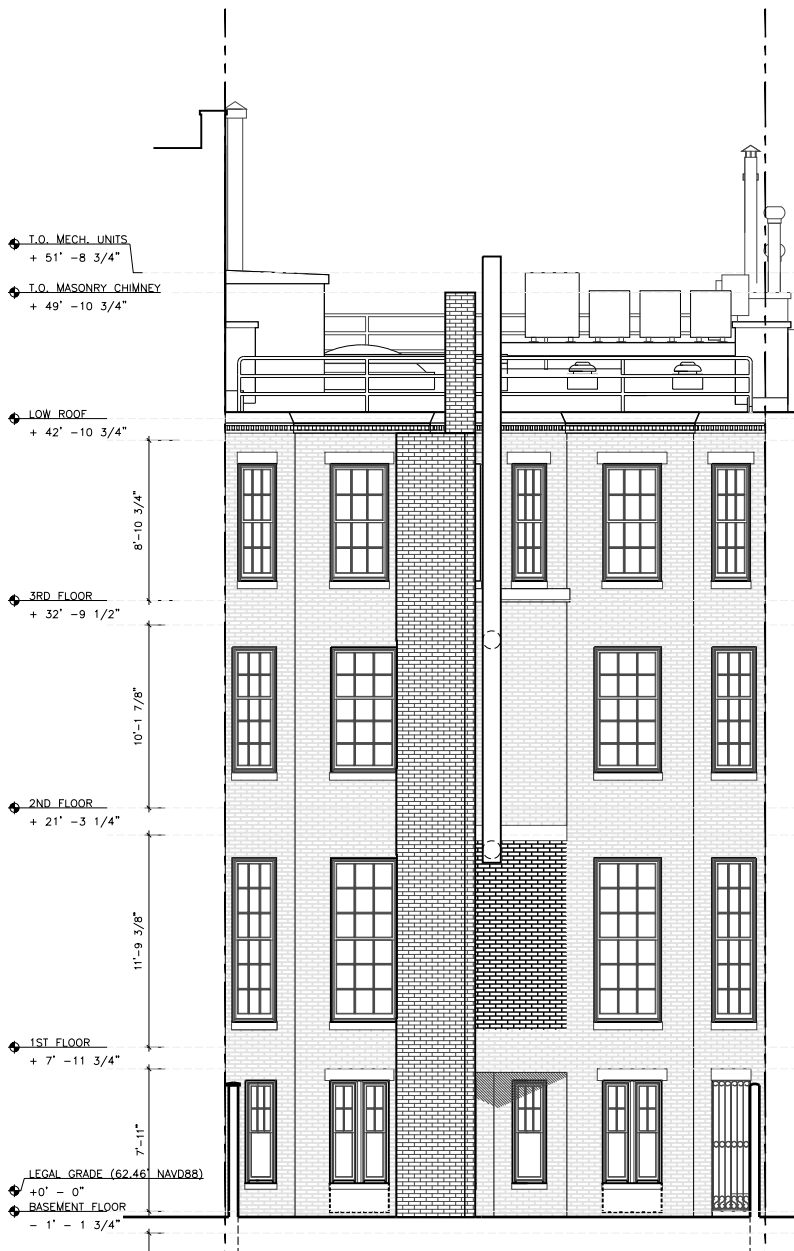 T.O. MECH. UNITS
+ 51' -8 3/4"
T.O. MASONRY CHIMNEY
+ 49' -10 3/4"
LOW ROOF
+ 42' -10 3/4"
8'-10 3/4"
3RD FLOOR
+ 32' -9 1/2"
10'-1 7/8"
2ND FLOOR
+ 21' -3 1/4"
11'-9 3/8"
1ST FLOOR
+ 7' -11 3/4"
7'-11"
LEGAL GRADE (62.46' NAVD88)
+0' - 0"
BASEMENT FLOOR
- 1' - 1 3/4"